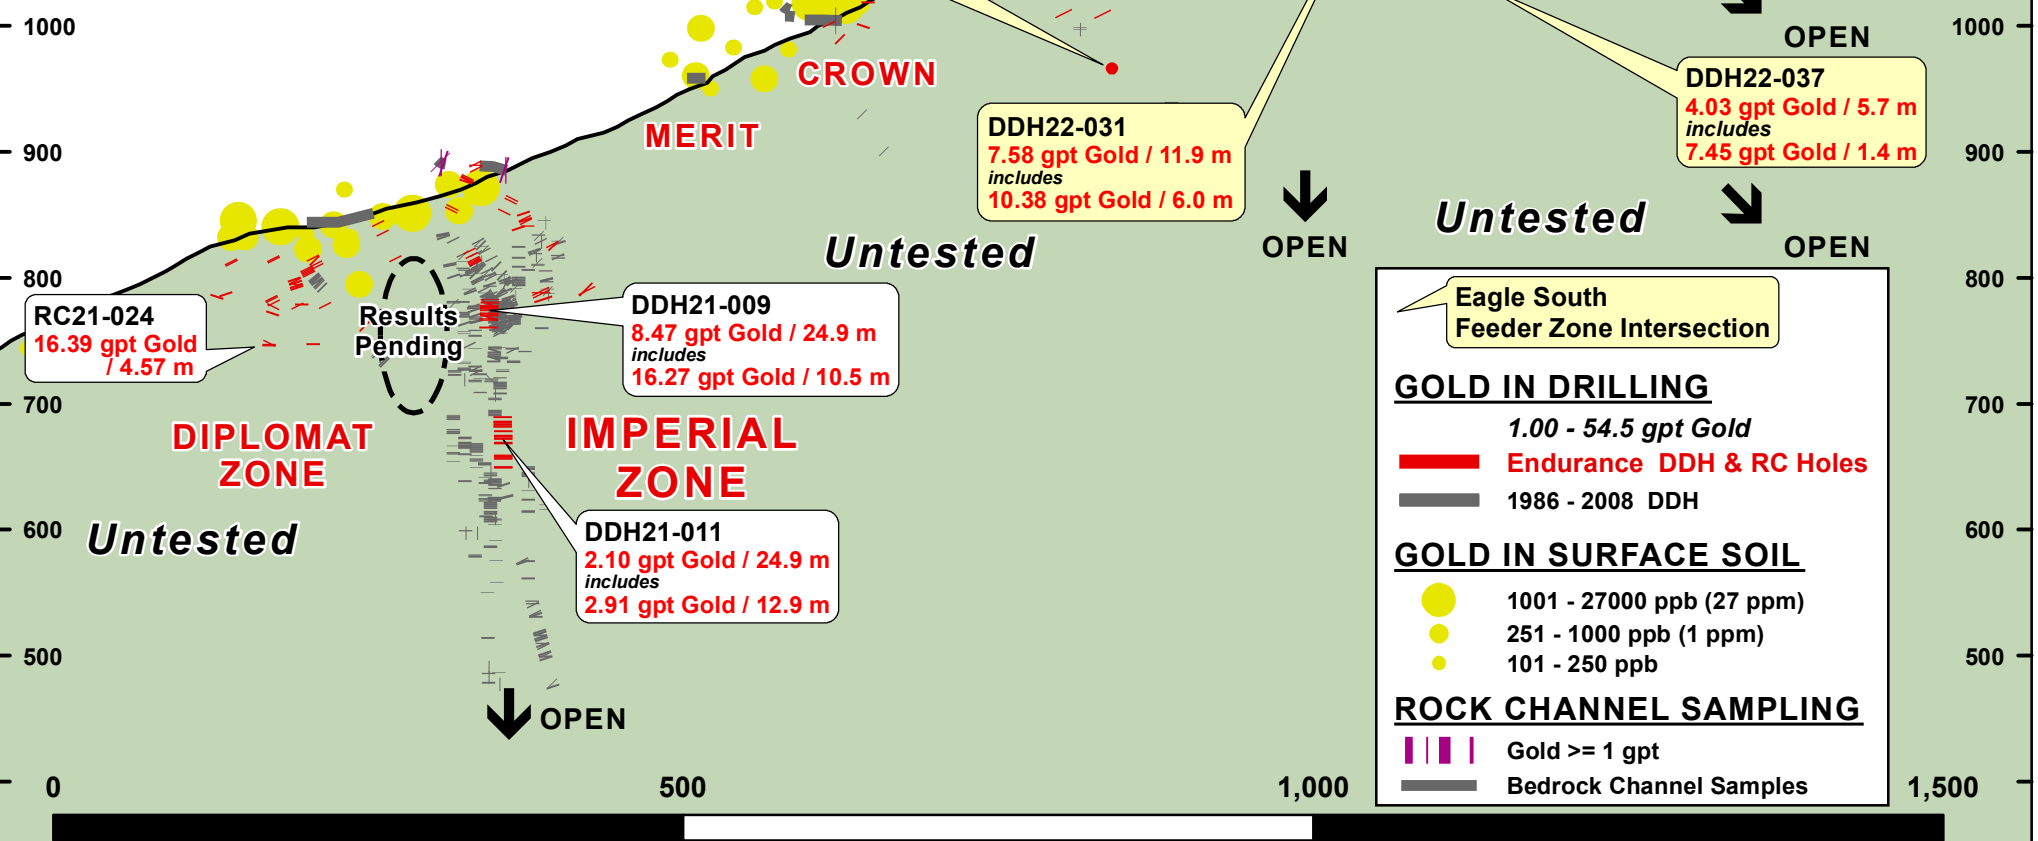 1000
1000
OPEN
CROWN
DDH22-037
4.03 gpt Gold / 5.7 m
includes
7.45 gpt Gold / 1.4 m
DDH22-031
7.58 gpt Gold / 11.9 m
includes
10.38 gpt Gold / 6.0 m
MERIT
900
900
Untested
Untested
OPEN
OPEN
800
800
RC21-024
16.39 gpt Gold
/ 4.57 m
Results
Pending
DDH21-009
8.47 gpt Gold / 24.9 m
includes
16.27 gpt Gold / 10.5 m
Eagle South
Feeder Zone Intersection
700
700
DIPLOMAT
ZONE
IMPERIAL
ZONE
GOLD IN DRILLING
1.00 - 54.5 gpt Gold
Endurance DDH & RC Holes
1986 - 2008 DDH
600
600
Untested
DDH21-011
2.10 gpt Gold / 24.9 m
includes
2.91 gpt Gold / 12.9 m
GOLD IN SURFACE SOIL
1001 - 27000 ppb (27 ppm)
251 - 1000 ppb (1 ppm)
101 - 250 ppb
500
500
OPEN
ROCK CHANNEL SAMPLING
Gold >= 1 gpt
Bedrock Channel Samples
0
500
1,000
1,500